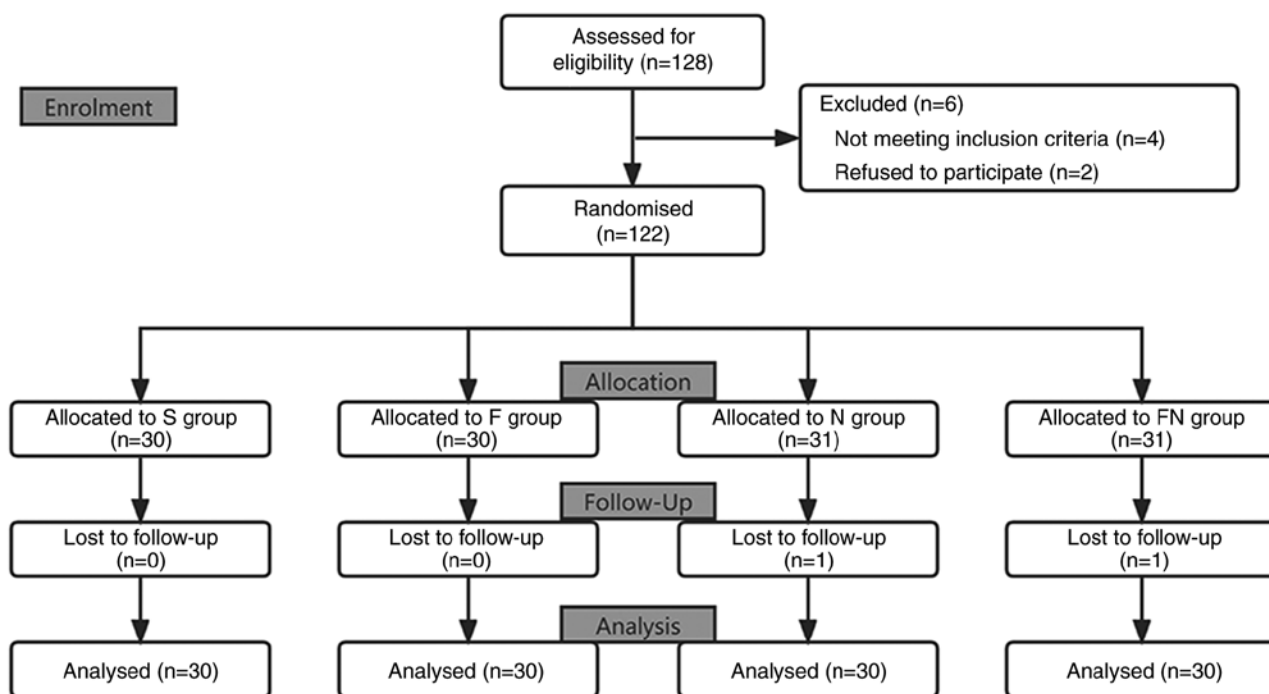 Assessed for
eligibility (n=128)
Enrolment
Excluded (n=6)
Not meeting inclusion criteria (n=4)
Refused to participate (n=2)
Randomised
(n=122)
Allocation
Allocated to S group
(n=30)
Allocated to F group
(n=30)
Allocated to N group
(n=31)
Allocated to FN group
(n=31)
Follow-Up
Lost to follow-up
(n=0)
Lost to follow-up
(n=0)
Lost to follow-up
(n=1)
Lost to follow-up
(n=1)
Analysis
Analysed (n=30)
Analysed (n=30)
Analysed (n=30)
Analysed (n=30)